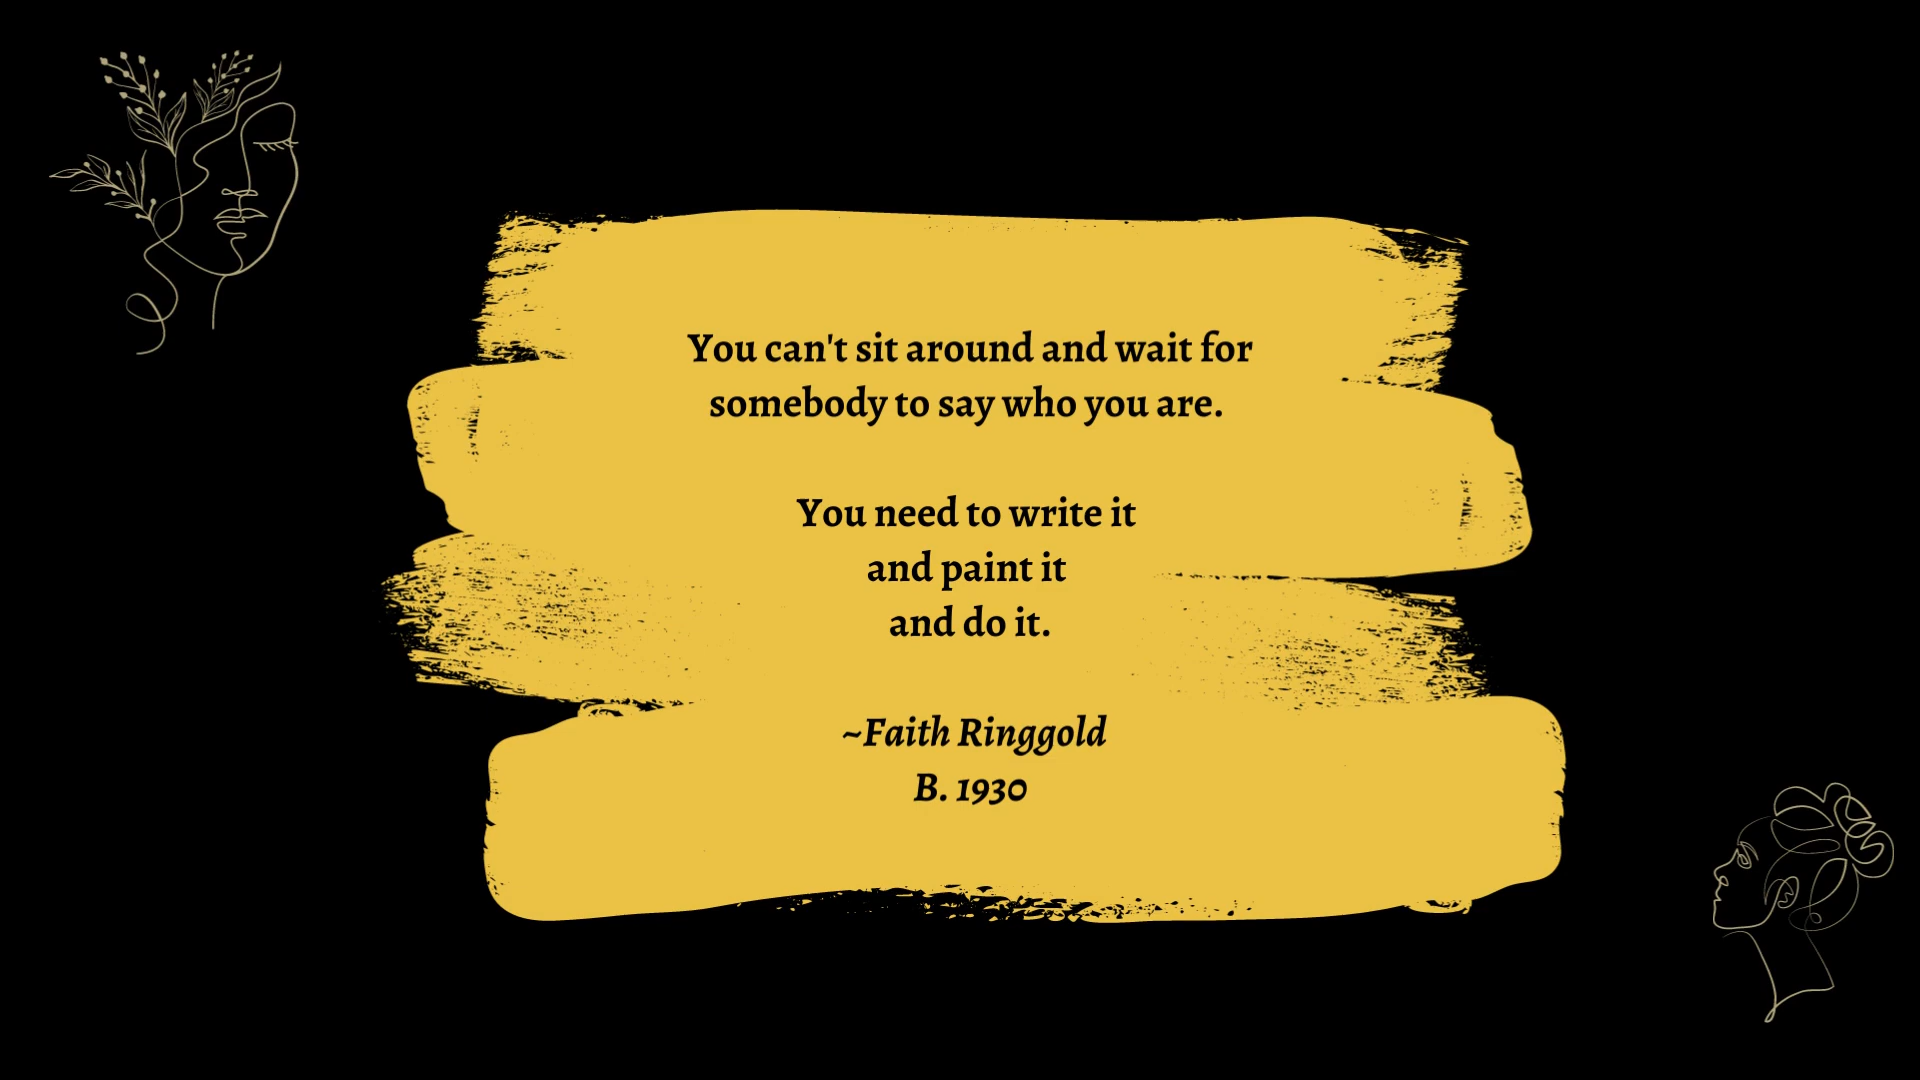 You can't sit around and wait for
somebody to say who you are.
You need to write it
and paint it
and do it.
~Faith Ringgold
B. 1930